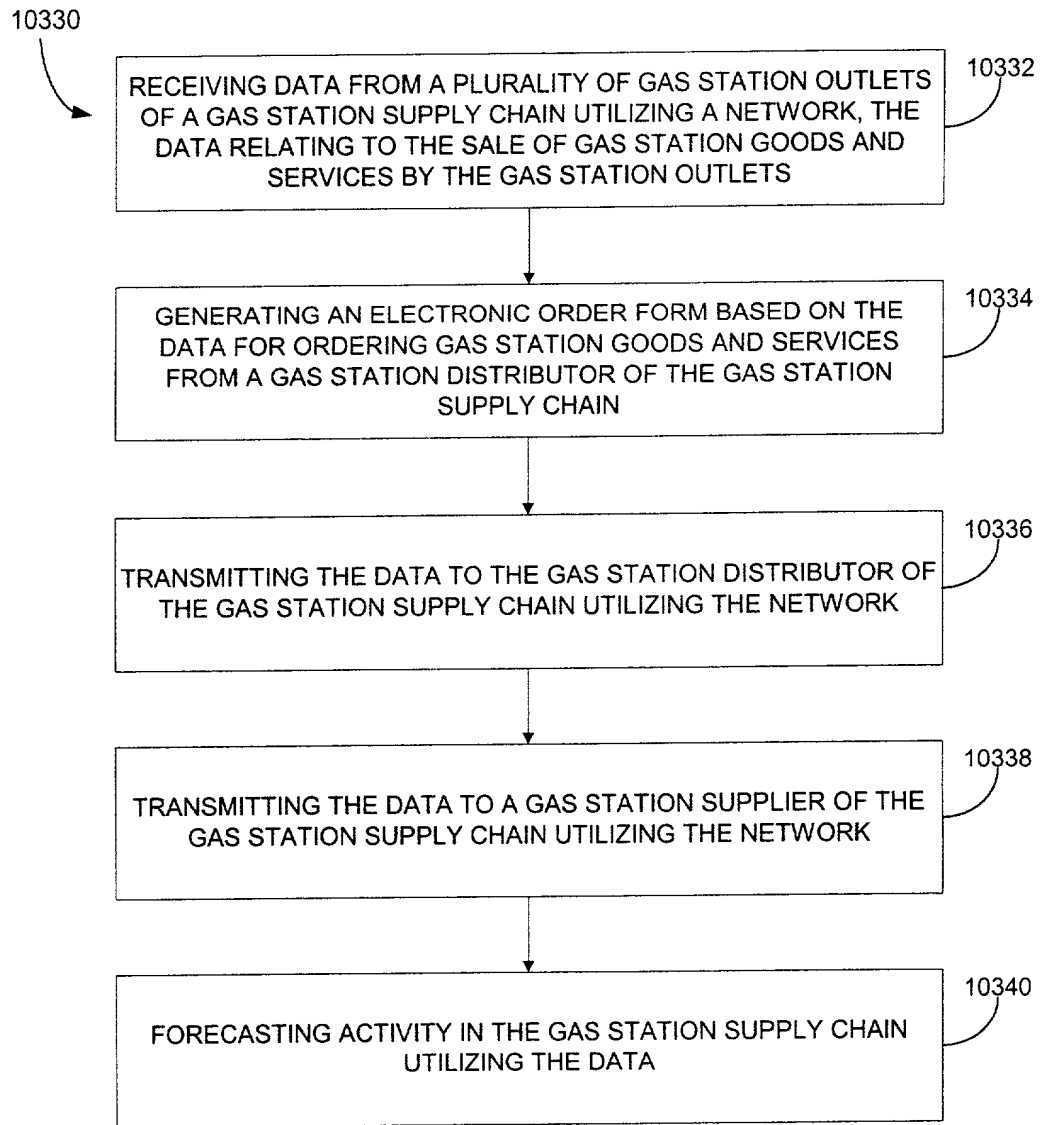 10330
RECEIVING DATA FROM A PLURALITY OF GAS STATION OUTLETS
OF A GAS STATION SUPPLY CHAIN UTILIZING A NETWORK, THE
DATA RELATING TO THE SALE OF GAS STATION GOODS AND
SERVICES BY THE GAS STATION OUTLETS
10332
GENERATING AN ELECTRONIC ORDER FORM BASED ON THE
DATA FOR ORDERING GAS STATION GOODS AND SERVICES
FROM A GAS STATION DISTRIBUTOR OF THE GAS STATION
SUPPLY CHAIN
10334
TRANSMITTING THE DATA TO THE GAS STATION DISTRIBUTOR OF
THE GAS STATION SUPPLY CHAIN UTILIZING THE NETWORK
10336
TRANSMITTING THE DATA TO A GAS STATION SUPPLIER OF THE
GAS STATION SUPPLY CHAIN UTILIZING THE NETWORK
10338
FORECASTING ACTIVITY IN THE GAS STATION SUPPLY CHAIN
UTILIZING THE DATA
10340